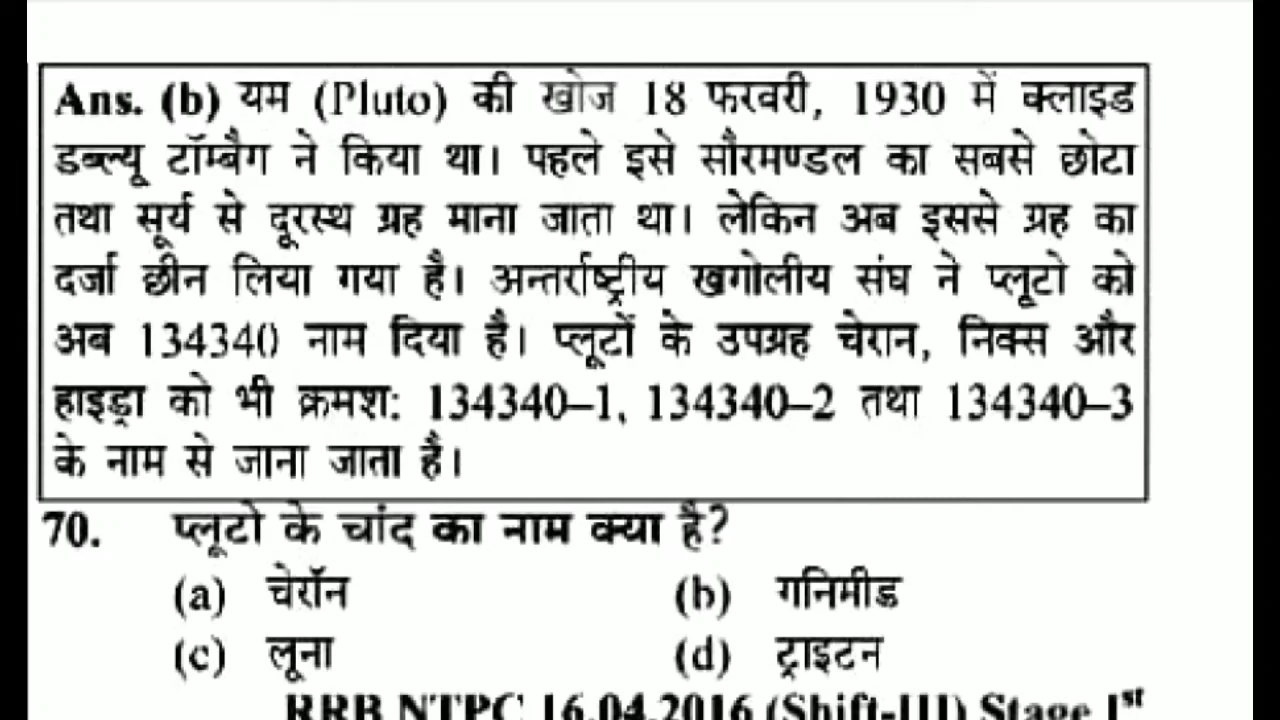 Ans. (b) यम (Pluto) की खोज 18 फरवरी, 1930 में क्लाइड
डब्ल्यू टॉम्बैग ने किया था। पहले इसे सौरमण्डल का सबसे छोटा
तथा सूर्य से दूरस्थ ग्रह माना जाता था। लेकिन अब इससे ग्रह का
दर्जा छीन लिया गया है। अन्तर्राष्ट्रीय खगोलीय संघ ने प्लूटो को
अब 134340 नाम दिया है। प्लूटों के उपग्रह चेरान, निक्स और
हाइड्रा को भी क्रमश: 134340–1, 134340–2 तथा 134340–3
के नाम से जाना जाता है।
70. प्लूटो के चांद का नाम क्या है?
(a) चेरॉन (b) गनिमीड
(c) लूना (d) ट्राइटन
RRB NTPC 16.04.2016 (Shift-III) Stage Ist